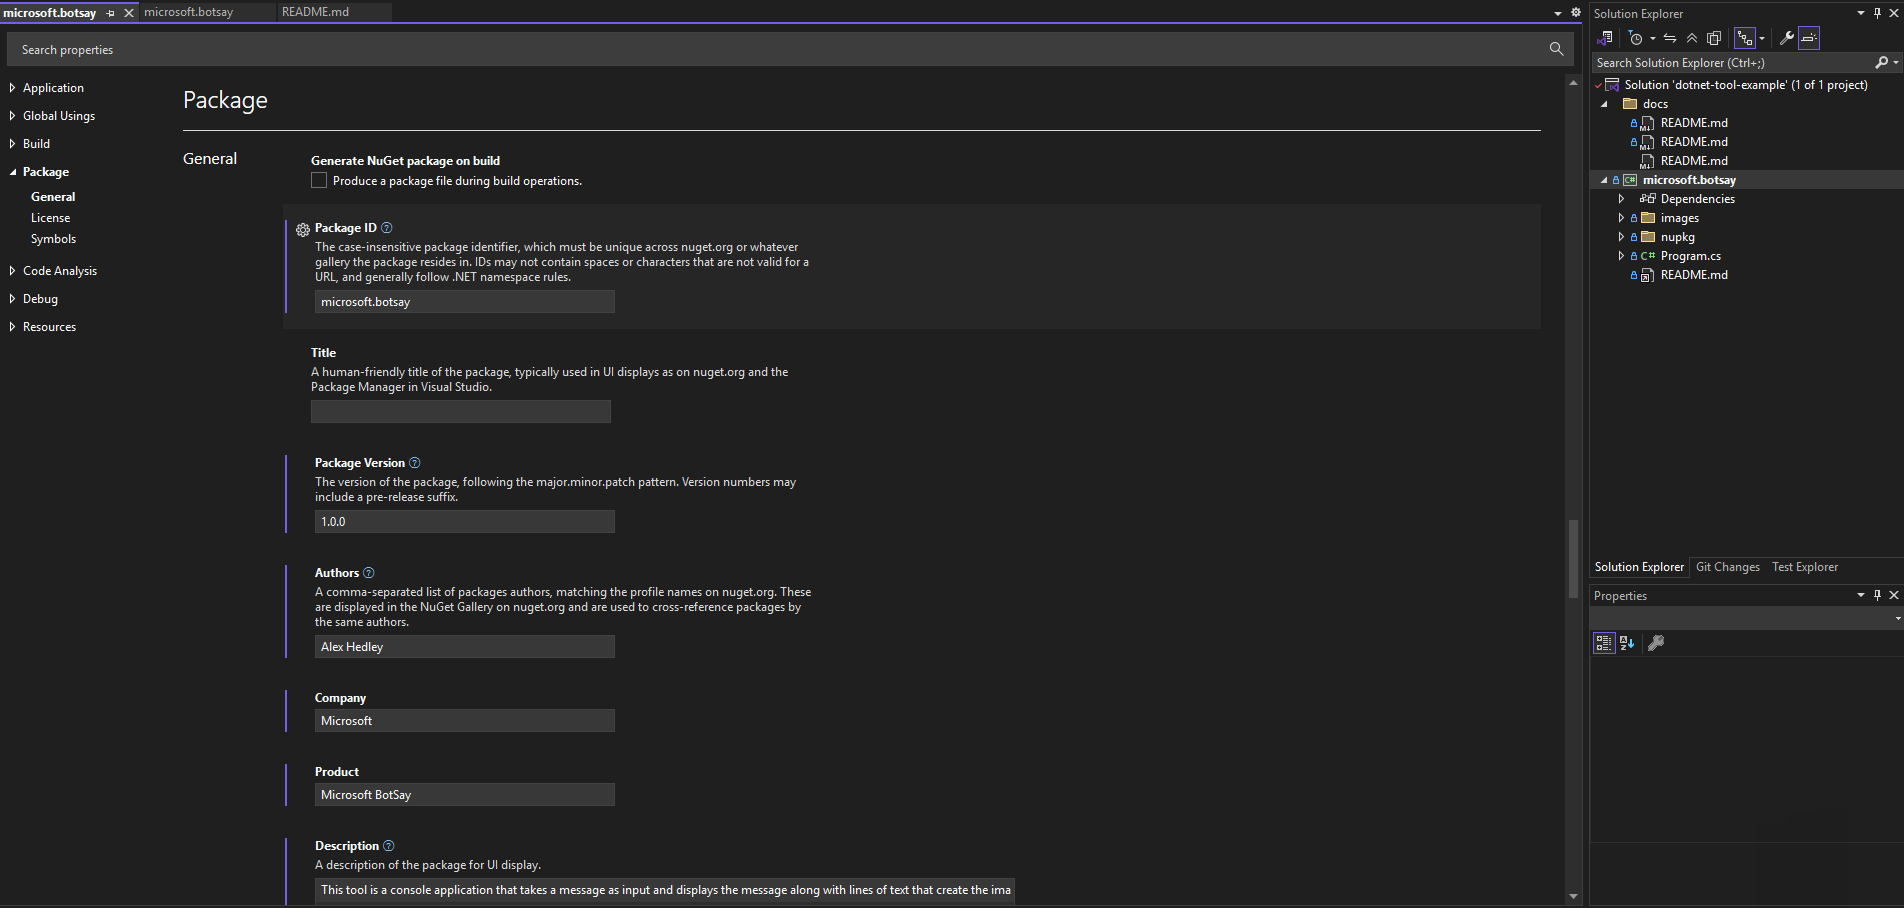 microsoft.botsay
microsoft.botsay
README.md
Search properties
Application
Global Usings
Build
Package
General
License
Symbols
Code Analysis
Debug
Resources
Package
General
Generate NuGet package on build
Produce a package file during build operations.
Package ID
The case-insensitive package identifier, which must be unique across nuget.org or whatever
gallery the package resides in. IDs may not contain spaces or characters that are not valid for a
URL, and generally follow .NET namespace rules.
microsoft.botsay
Title
A human-friendly title of the package, typically used in UI displays as on nuget.org and the
Package Manager in Visual Studio.
Package Version
The version of the package, following the major.minor.patch pattern. Version numbers may
include a pre-release suffix.
1.0.0
Authors
A comma-separated list of packages authors, matching the profile names on nuget.org. These
are displayed in the NuGet Gallery on nuget.org and are used to cross-reference packages by
the same authors.
Alex Hedley
Company
Microsoft
Product
Microsoft BotSay
Description
A description of the package for UI display.
This tool is a console application that takes a message as input and displays the message along with lines of text that create the ima
Solution Explorer
Search Solution Explorer (Ctrl+;)
Solution 'dotnet-tool-example' (1 of 1 project)
docs
README.md
README.md
README.md
microsoft.botsay
Dependencies
images
nupkg
C# Program.cs
README.md
Solution Explorer
Git Changes
Test Explorer
Properties